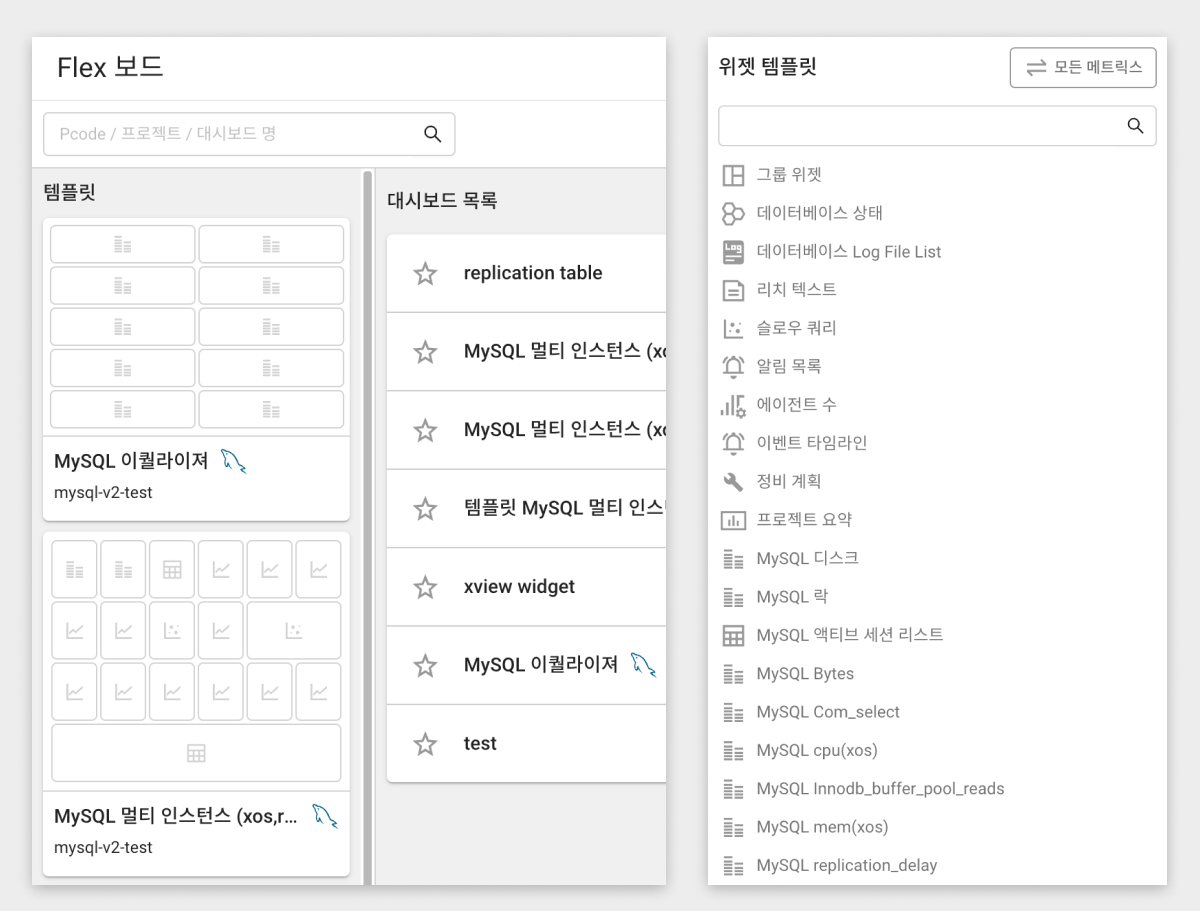 Flex 보드
Pcode / 프로젝트 / 대시보드 명
템플릿
MySQL 이퀄라이져
mysql-v2-test
MySQL 멀티 인스턴스 (xos,r...
mysql-v2-test
대시보드 목록
replication table
MySQL 멀티 인스턴스 (xo
MySQL 멀티 인스턴스 (xo
템플릿 MySQL 멀티 인스
xview widget
MySQL 이퀄라이져
test
위젯 템플릿
모든 메트릭스
그룹 위젯
데이터베이스 상태
Log
데이터베이스 Log File List
리치 텍스트
슬로우 쿼리
알림 목록
에이전트 수
이벤트 타임라인
정비 계획
프로젝트 요약
MySQL 디스크
MySQL 락
MySQL 액티브 세션 리스트
MySQL Bytes
MySQL Com_select
MySQL cpu(xos)
MySQL Innodb_buffer_pool_reads
MySQL mem(xos)
MySQL replication_delay